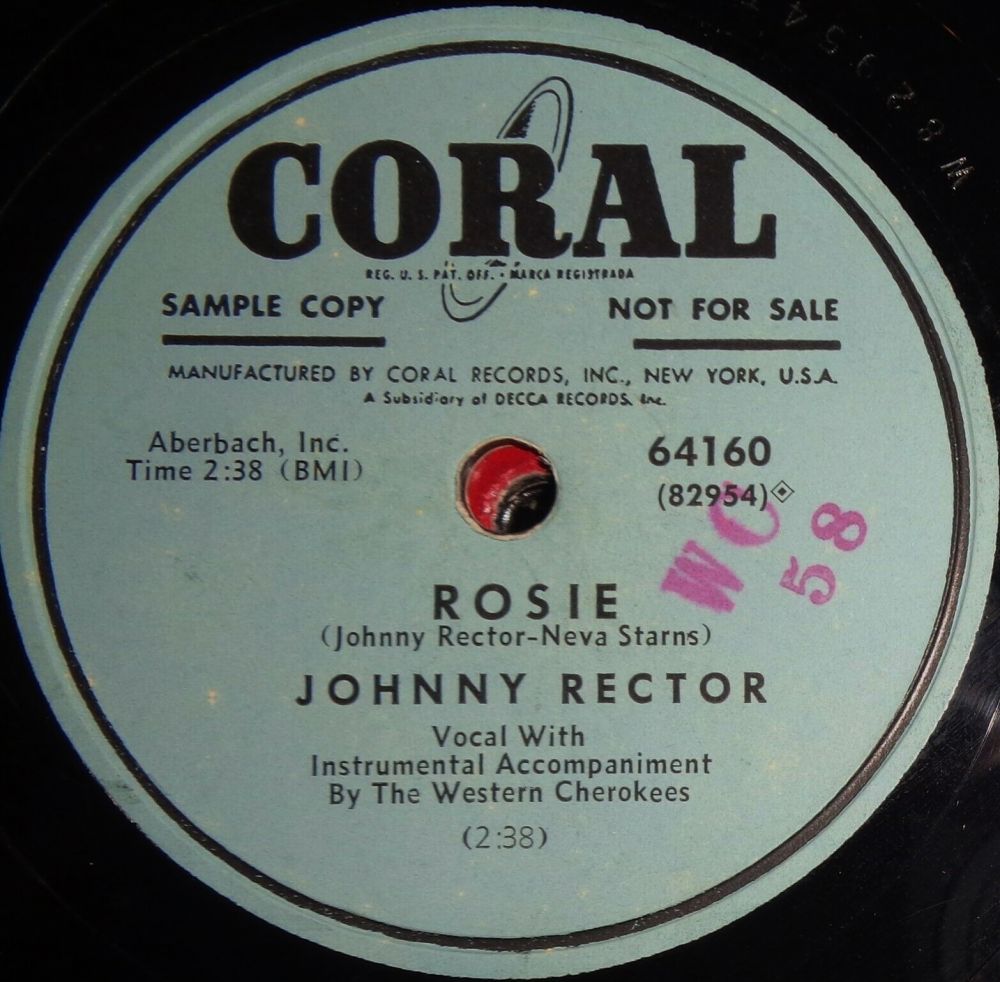 CORAL
REG. U. S. PAT. OFF. • MARCA REGISTRADA
SAMPLE COPY NOT FOR SALE
MANUFACTURED BY CORAL RECORDS, INC., NEW YORK, U.S.A.
A Subsidiary of DECCA RECORDS, Inc.
Aberbach, Inc. 64160
Time 2:38 (BMI) (82954)
WC
58
ROSIE
(Johnny Rector-Neva Starns)
JOHNNY RECTOR
Vocal With
Instrumental Accompaniment
By The Western Cherokees
(2:38)